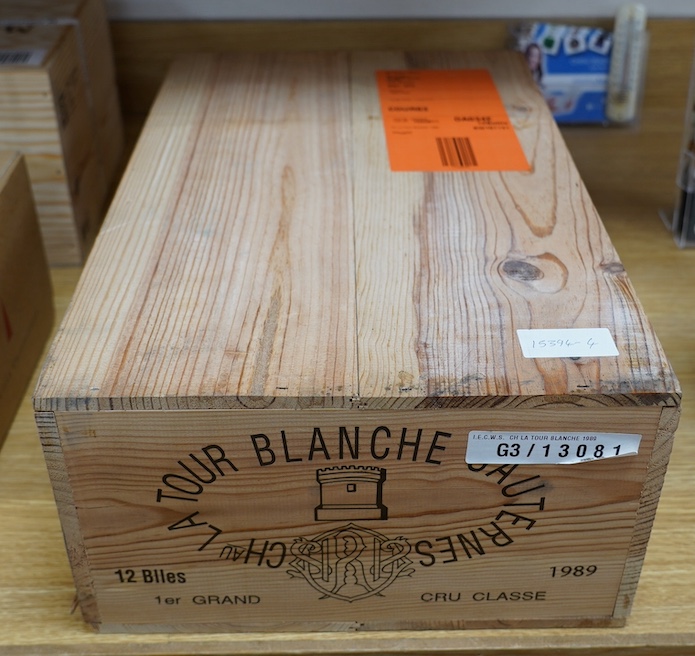 15394-4
I.E.C.W.S. CH LA TOUR BLANCHE 1989
G3/13081
CHAU LA TOUR BLANCHE SAUTERNES
12 Blles
1989
1er GRAND
CRU CLASSE